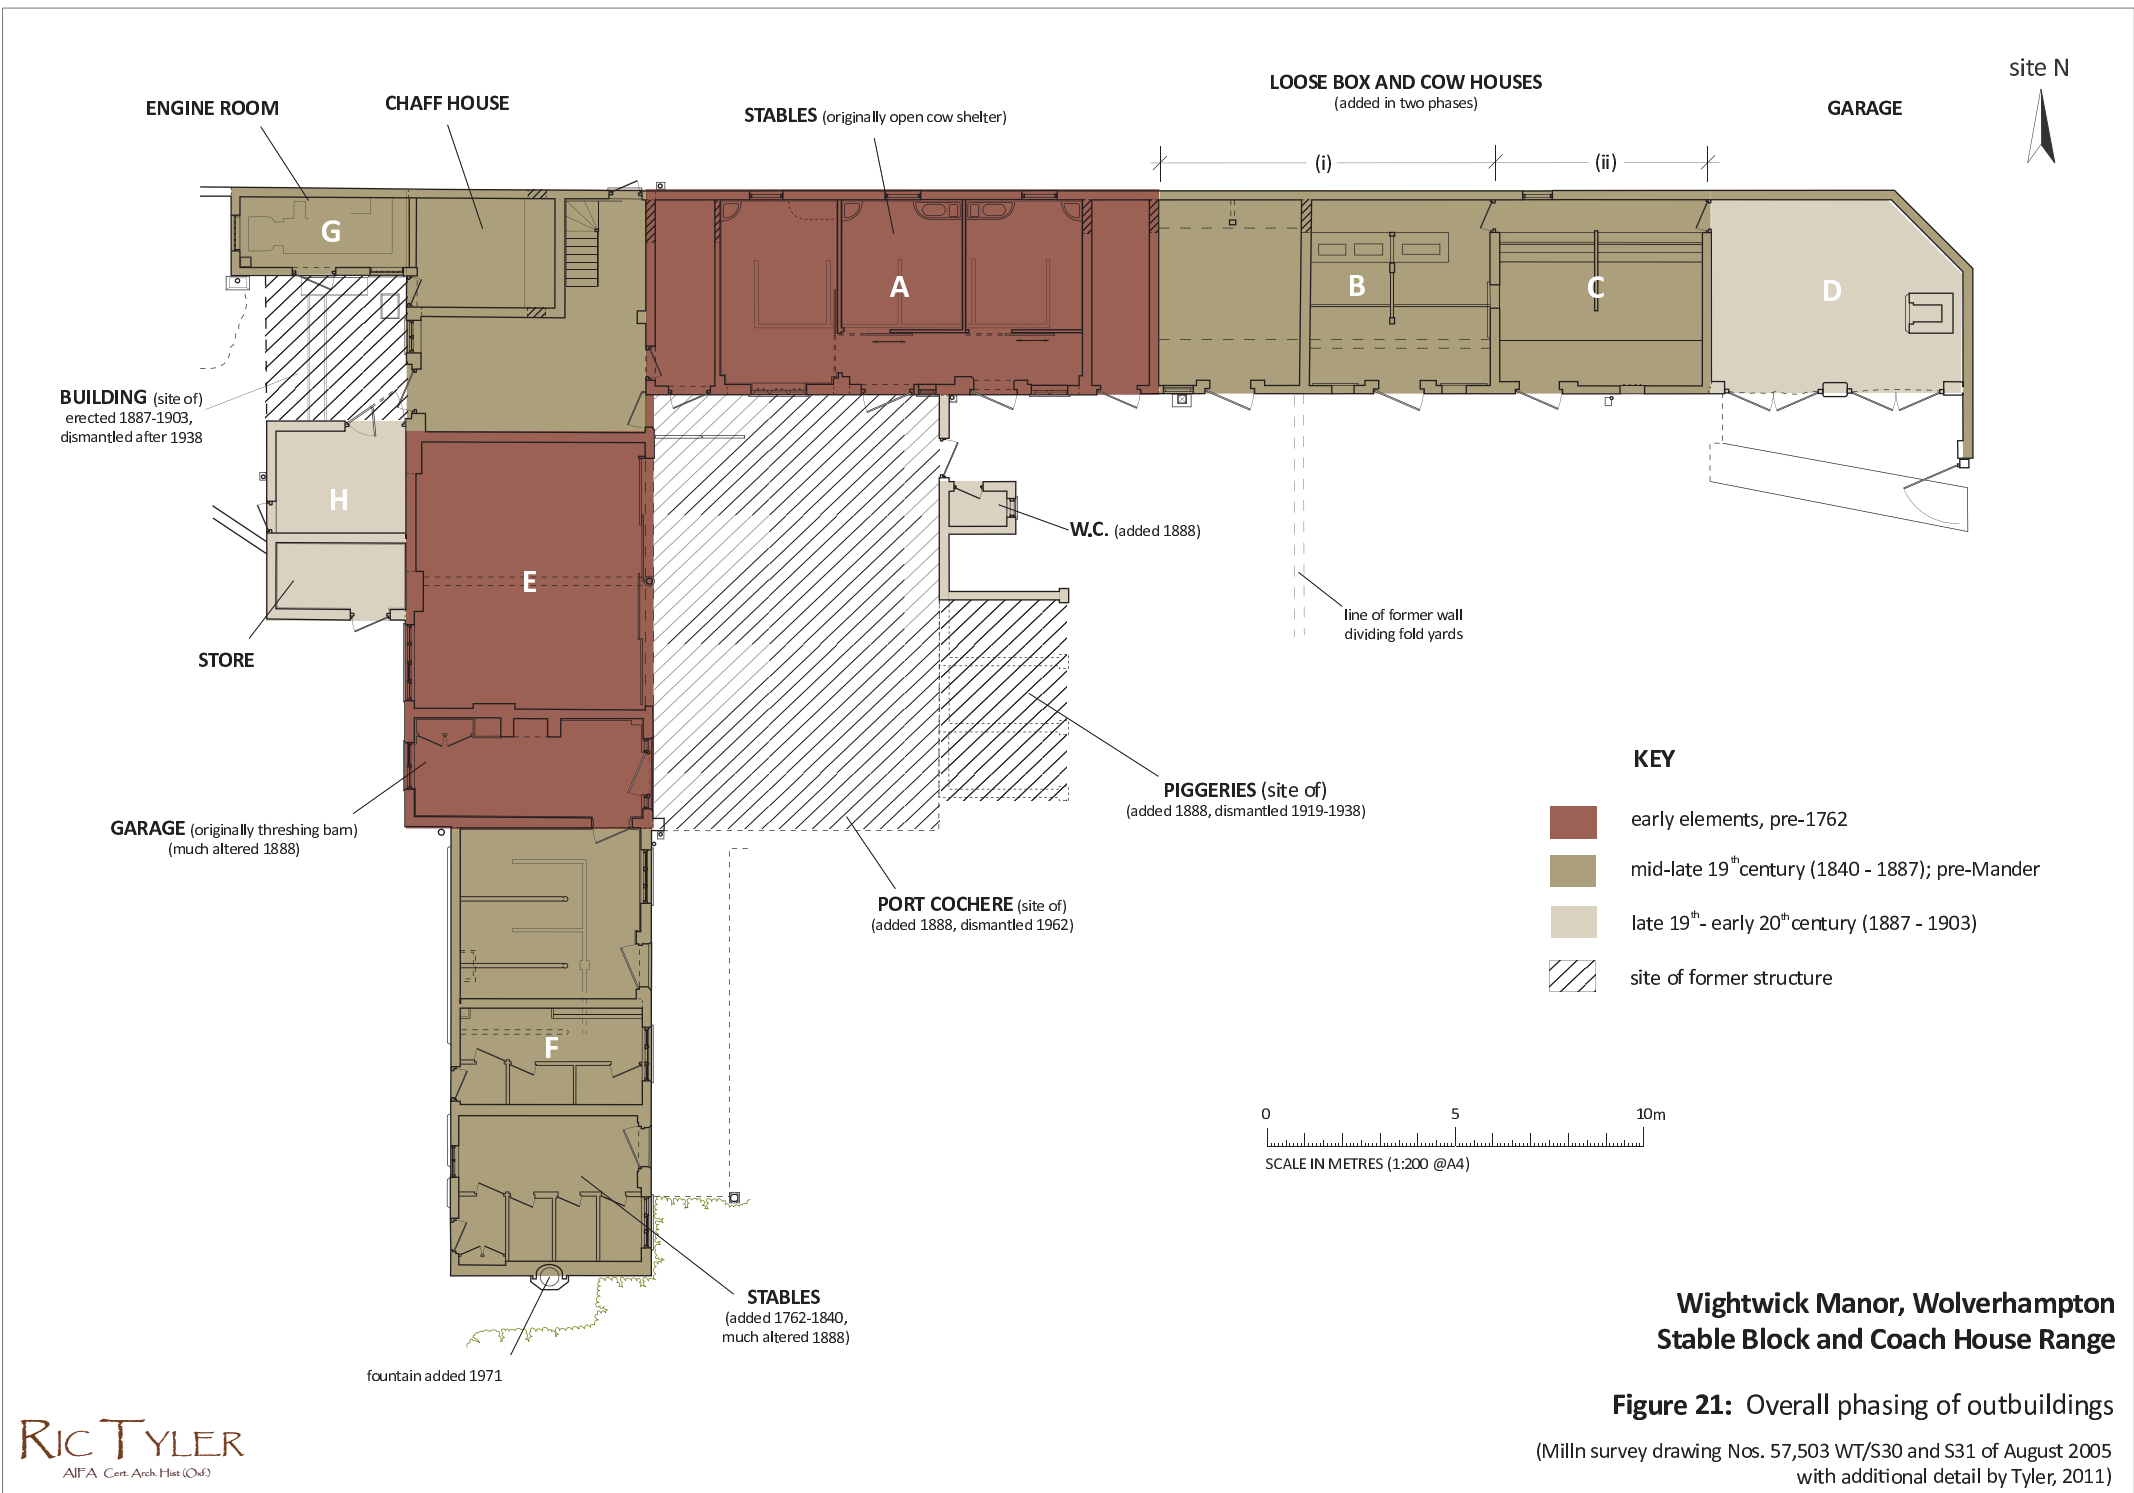 site N
LOOSE BOX AND COW HOUSES
(added in two phases)
ENGINE ROOM
CHAFF HOUSE
STABLES (originally open cow shelter)
GARAGE
(i)
(ii)
G
A
B
C
D
BUILDING (site of)
erected 1887-1903,
dismantled after 1938
H
E
W.C. (added 1888)
line of former wall
dividing fold yards
STORE
GARAGE (originally threshing barn)
(much altered 1888)
PIGGERIES (site of)
(added 1888, dismantled 1919-1938)
PORT COCHERE (site of)
(added 1888, dismantled 1962)
KEY
early elements, pre-1762
mid-late 19th century (1840 - 1887); pre-Mander
late 19th - early 20th century (1887 - 1903)
site of former structure
F
0 5 10m
SCALE IN METRES (1:200 @A4)
STABLES
(added 1762-1840,
much altered 1888)
fountain added 1971
Wightwick Manor, Wolverhampton
Stable Block and Coach House Range
Figure 21: Overall phasing of outbuildings
(Milln survey drawing Nos. 57,503 WT/S30 and S31 of August 2005
with additional detail by Tyler, 2011)
RIC TYLER
AIFA Cert. Arch. Hist (Oxf.)